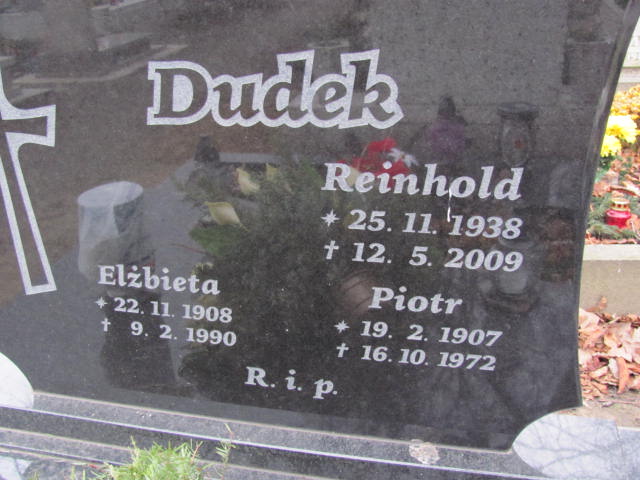 Dudek
Reinhold
* 25. 11. 1938
† 12. 5. 2009
Elżbieta
* 22. 11. 1908
† 9. 2. 1990
Piotr
* 19. 2. 1907
† 16. 10. 1972
R. i. p.